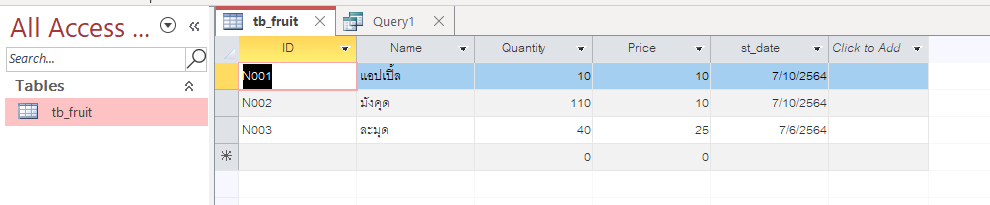 All Access ...
Search...
Tables
tb_fruit
tb_fruit Query1
ID Name Quantity Price st_date Click to Add
N001 แอปเปิ้ล 10 10 7/10/2564
N002 มังคุด 110 10 7/10/2564
N003 ละมุด 40 25 7/6/2564
0 0